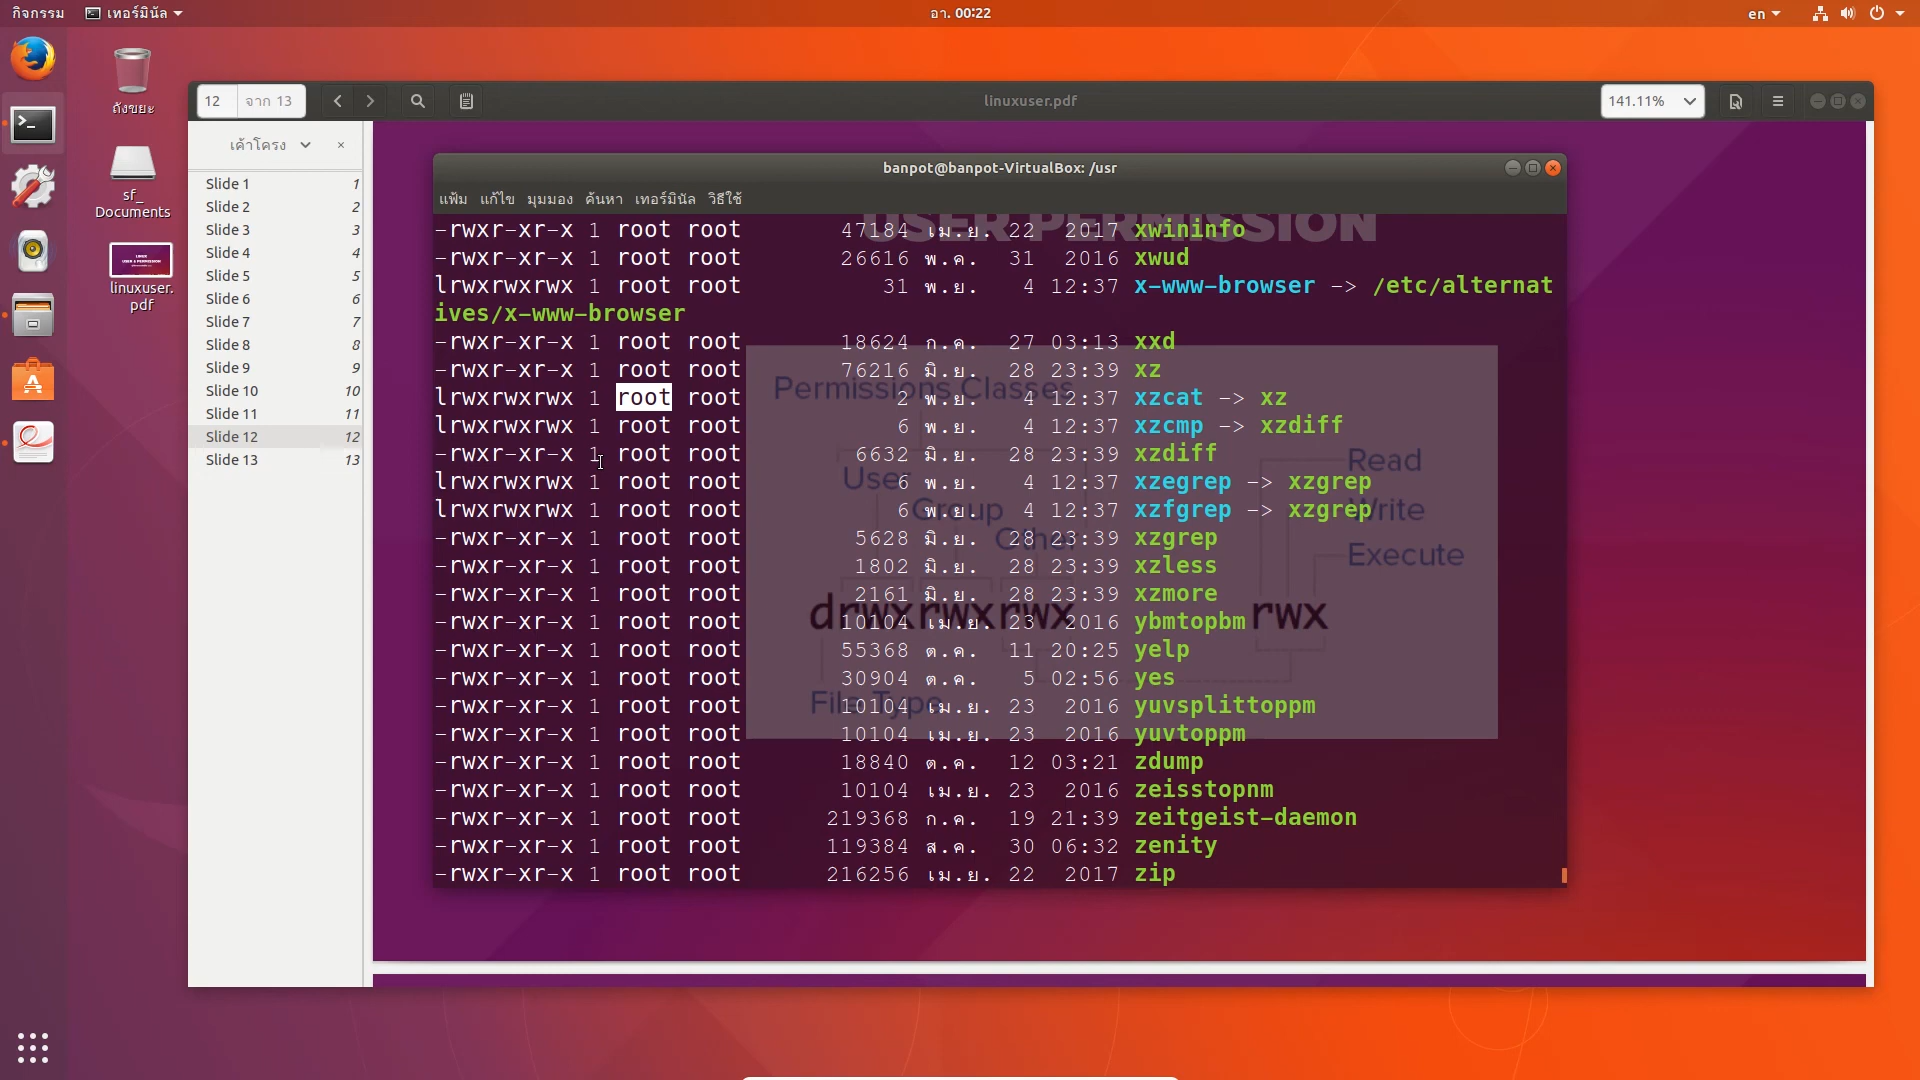 กิจกรรม เทอร์มินัล อา. 00:22 en
ถังขยะ
sf_
Documents
linuxuser.
pdf
12 จาก 13 linuxuser.pdf 141.11%
เค้าโครง ×
Slide 1 1
Slide 2 2
Slide 3 3
Slide 4 4
Slide 5 5
Slide 6 6
Slide 7 7
Slide 8 8
Slide 9 9
Slide 10 10
Slide 11 11
Slide 12 12
Slide 13 13
banpot@banpot-VirtualBox: /usr
แฟ้ม แก้ไข มุมมอง ค้นหา เทอร์มินัล วิธีใช้
-rwxr-xr-x 1 root root 47184 เม.ย. 22 2017 xwininfo
-rwxr-xr-x 1 root root 26616 พ.ค. 31 2016 xwud
lrwxrwxrwx 1 root root 31 พ.ย. 4 12:37 x-www-browser -> /etc/alternat
ives/x-www-browser
-rwxr-xr-x 1 root root 18624 ก.ค. 27 03:13 xxd
-rwxr-xr-x 1 root root 76216 มิ.ย. 28 23:39 xz
lrwxrwxrwx 1 root root 2 พ.ย. 4 12:37 xzcat -> xz
lrwxrwxrwx 1 root root 6 พ.ย. 4 12:37 xzcmp -> xzdiff
-rwxr-xr-x 1 root root 6632 มิ.ย. 28 23:39 xzdiff
lrwxrwxrwx 1 root root 6 พ.ย. 4 12:37 xzegrep -> xzgrep
lrwxrwxrwx 1 root root 6 พ.ย. 4 12:37 xzfgrep -> xzgrep
-rwxr-xr-x 1 root root 5628 มิ.ย. 28 23:39 xzgrep
-rwxr-xr-x 1 root root 1802 มิ.ย. 28 23:39 xzless
-rwxr-xr-x 1 root root 2161 มิ.ย. 28 23:39 xzmore
-rwxr-xr-x 1 root root 10104 เม.ย. 23 2016 ybmtopbm
-rwxr-xr-x 1 root root 55368 ต.ค. 11 20:25 yelp
-rwxr-xr-x 1 root root 30904 ต.ค. 5 02:56 yes
-rwxr-xr-x 1 root root 10104 เม.ย. 23 2016 yuvsplittoppm
-rwxr-xr-x 1 root root 10104 เม.ย. 23 2016 yuvtoppm
-rwxr-xr-x 1 root root 18840 ต.ค. 12 03:21 zdump
-rwxr-xr-x 1 root root 10104 เม.ย. 23 2016 zeisstopnm
-rwxr-xr-x 1 root root 219368 ก.ค. 19 21:39 zeitgeist-daemon
-rwxr-xr-x 1 root root 119384 ส.ค. 30 06:32 zenity
-rwxr-xr-x 1 root root 216256 เม.ย. 22 2017 zip
USER PERMISSION
Permissions Classes
User
Group
Other
Read
Write
Execute
drwxrwxrwx rwx
File Type